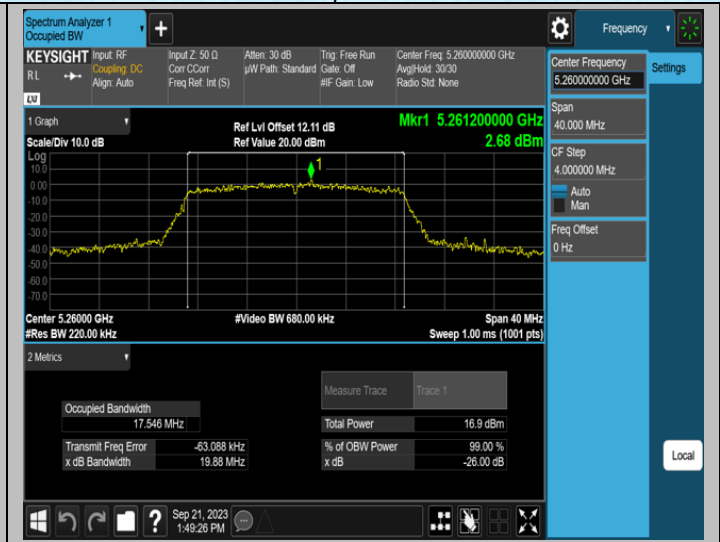 Spectrum Analyzer 1
Occupied BW
Frequency
KEYSIGHT
Input: RF
Coupling: DC
Align: Auto
Input Z: 50 Ω
Corr CCorr
Freq Ref: Int (S)
Atten: 30 dB
µW Path: Standard
Trig: Free Run
Gate: Off
#IF Gain: Low
Center Freq: 5.260000000 GHz
Avg|Hold: 30/30
Radio Std: None
R L
LXI
Center Frequency
5.260000000 GHz
Settings
Span
40.000 MHz
CF Step
4.000000 MHz
Auto
Man
Freq Offset
0 Hz
1 Graph
Ref Lvl Offset 12.11 dB
Mkr1 5.261200000 GHz
Scale/Div 10.0 dB
Ref Value 20.00 dBm
2.68 dBm
Log
10.0
0.00
-10.0
-20.0
-30.0
-40.0
-50.0
-60.0
-70.0
1
Center 5.26000 GHz
#Video BW 680.00 kHz
Span 40 MHz
#Res BW 220.00 kHz
Sweep 1.00 ms (1001 pts)
2 Metrics
Measure Trace
Trace 1
Occupied Bandwidth
17.546 MHz
Total Power
16.9 dBm
Transmit Freq Error
-63.088 kHz
% of OBW Power
99.00 %
x dB Bandwidth
19.88 MHz
x dB
-26.00 dB
Local
Sep 21, 2023
1:49:26 PM